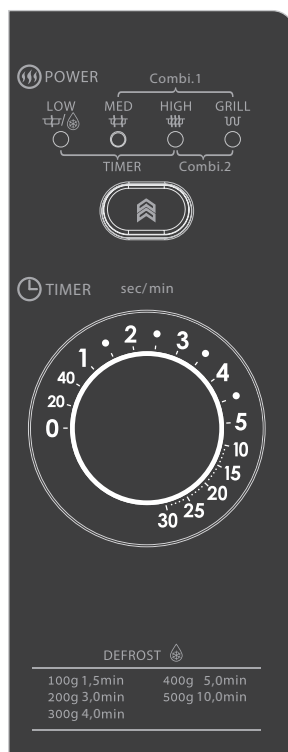 POWER
Combi.1
LOW MED HIGH GRILL
TIMER Combi.2
TIMER sec/min
0 20 40 1 2 3 4 5 10 15 20 25 30
DEFROST
100g 1,5min 400g 5,0min
200g 3,0min 500g 10,0min
300g 4,0min